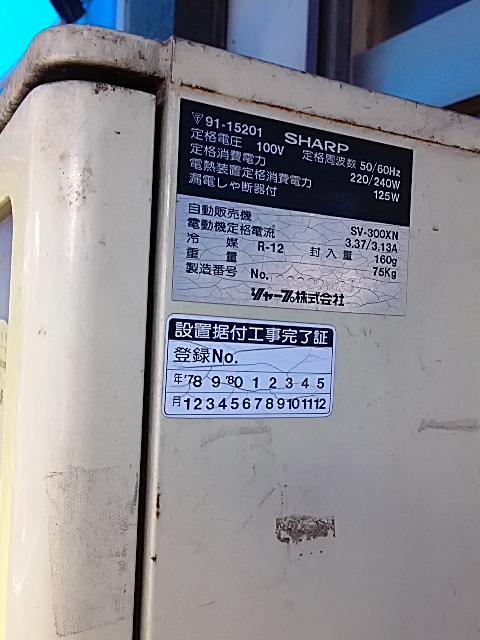 ▽ 91-15201 SHARP
定格電圧 100V 定格周波数 50/60Hz
定格消費電力 220/240W
電熱装置定格消費電力 125W
漏電しや断器付
自動販売機 SV-300XN
電動機定格電流 3.37/3.13A
冷媒 R-12 封入量 160g
重量 75Kg
製造番号 No.
シャープ株式会社
設置据付工事完了証
登録No.
年 '78 9 '80 1 2 3 4 5
月 1 2 3 4 5 6 7 8 9 10 11 12